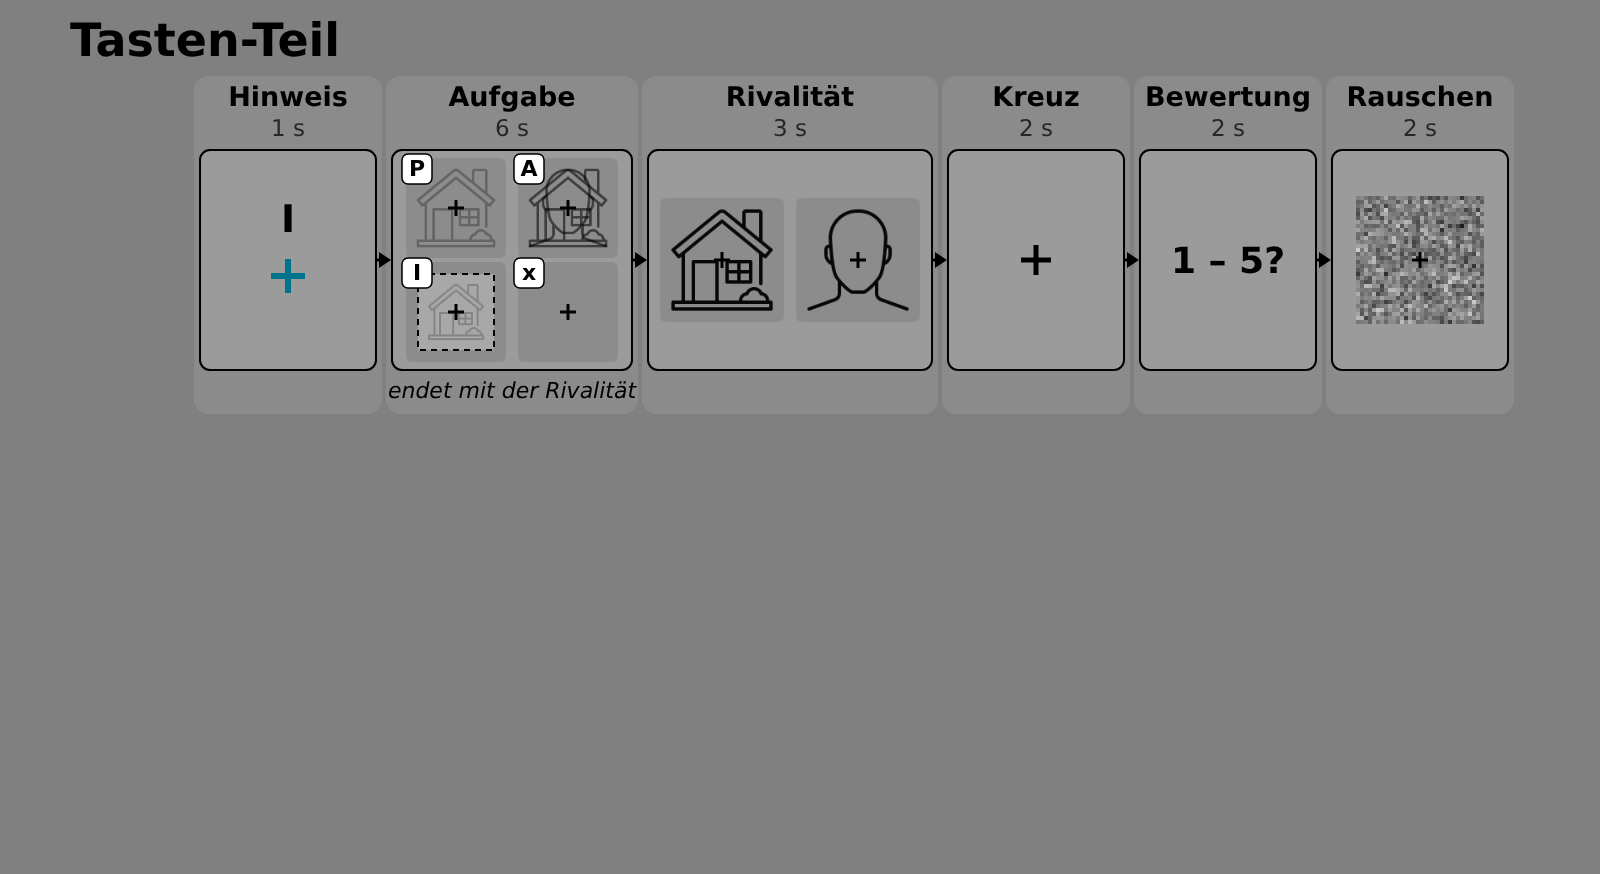 Tasten-Teil
Hinweis
1 s
I
Aufgabe
6 s
P
A
I
x
endet mit der Rivalität
Rivalität
3 s
Kreuz
2 s
Bewertung
2 s
1 – 5?
Rauschen
2 s